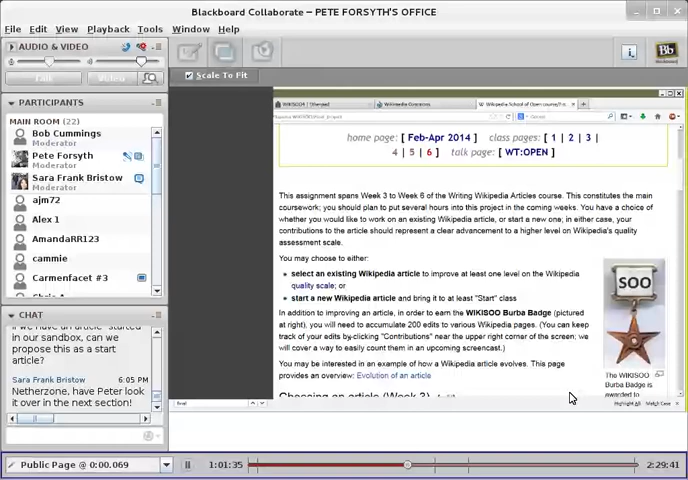 Blackboard Collaborate – PETE FORSYTH'S OFFICE
File Edit View Playback Tools Window Help
AUDIO & VIDEO
Talk Video
Scale To Fit
Bb
PARTICIPANTS
MAIN ROOM (22)
Bob Cummings
Moderator
Pete Forsyth
Moderator
Sara Frank Bristow
Moderator
ajm72
Alex 1
AmandaRR123
cammie
Carmenfacet #3
CHAT
if we have an article started
in our sandbox, can we
propose this as a start
article?
Sara Frank Bristow 6:05 PM
Netherzone, have Peter look
it over in the next section!
Wikimedia Commons
home page: [ Feb-Apr 2014 ] class pages: [ 1 | 2 | 3 |
4 | 5 | 6 ] talk page: [ WT:OPEN ]
This assignment spans Week 3 to Week 6 of the Writing Wikipedia Articles course. This constitutes the main
coursework; you should plan to put several hours into this project in the coming weeks. You have a choice of
whether you would like to work on an existing Wikipedia article, or start a new one; in either case, your
contributions to the article should represent a clear advancement to a higher level on Wikipedia's quality
assessment scale.
You may choose to either:
select an existing Wikipedia article to improve at least one level on the Wikipedia
quality scale; or
start a new Wikipedia article and bring it to at least "Start" class
In addition to improving an article, in order to earn the WIKISOO Burba Badge (pictured
at right), you will need to accumulate 200 edits to various Wikipedia pages. (You can keep
track of your edits by clicking "Contributions" near the upper right corner of the screen; we
will cover a way to easily count them in an upcoming screencast.)
You may be interested in an example of how a Wikipedia article evolves. This page
provides an overview: Evolution of an article
Choosing an article (Week 3)
SOO
The WIKISOO
Burba Badge is
awarded to
Highlight All Match Case
Public Page @ 0:00.069
1:01:35
2:29:41